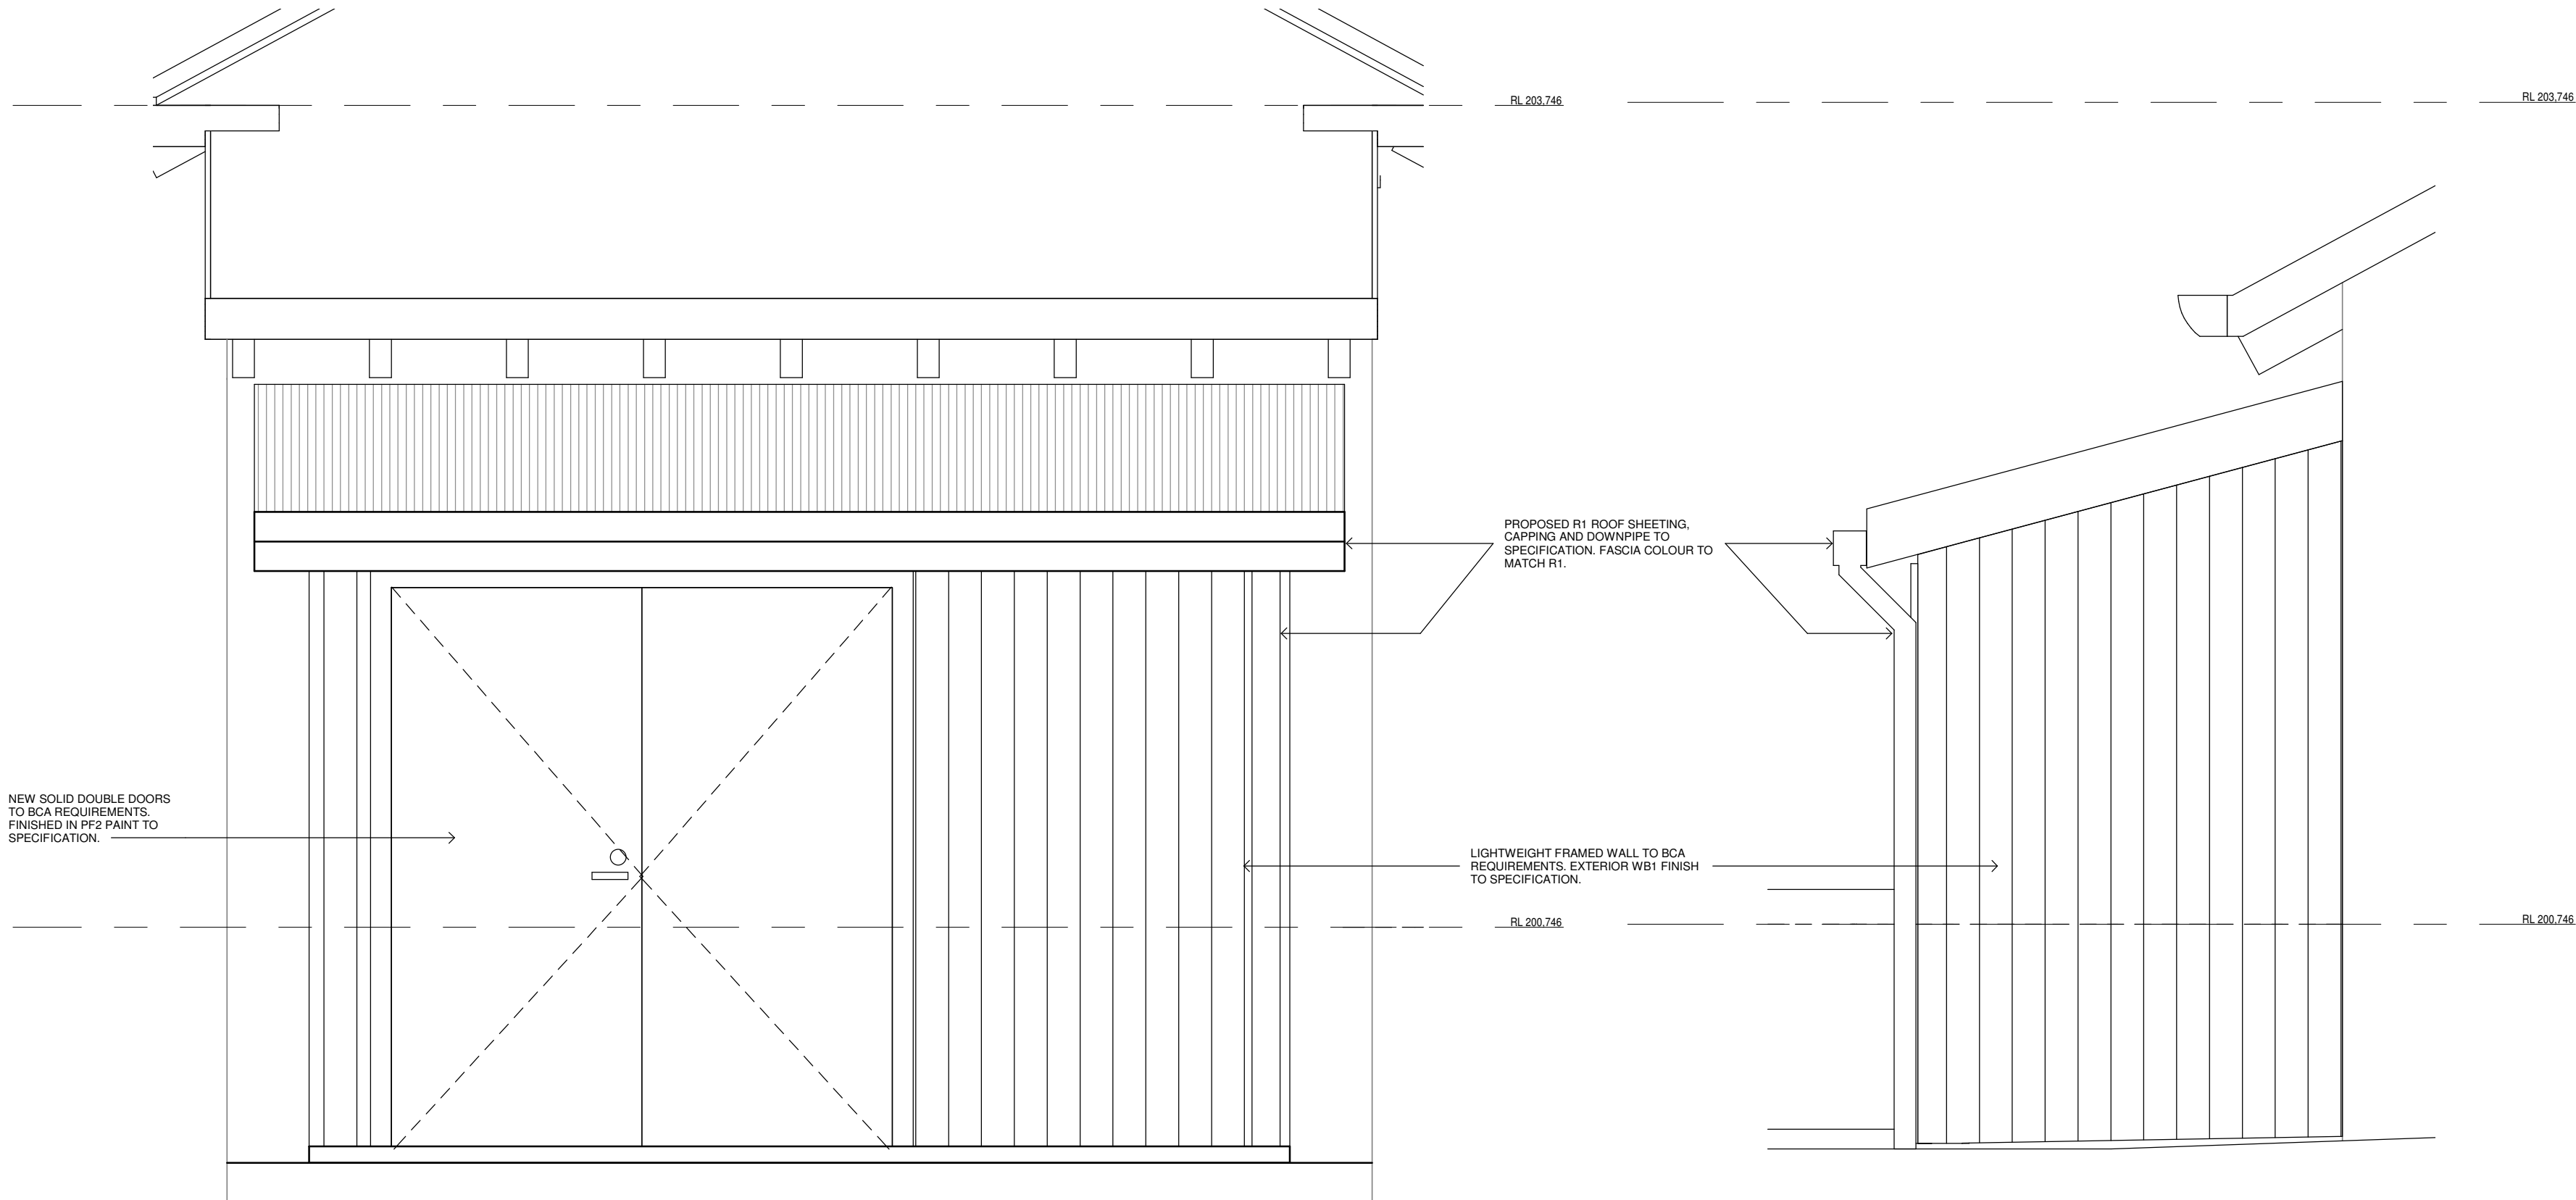 RL 203,746
RL 203,746
PROPOSED R1 ROOF SHEETING,
CAPPING AND DOWNPIPE TO
SPECIFICATION. FASCIA COLOUR TO
MATCH R1.
NEW SOLID DOUBLE DOORS
TO BCA REQUIREMENTS.
FINISHED IN PF2 PAINT TO
SPECIFICATION.
LIGHTWEIGHT FRAMED WALL TO BCA
REQUIREMENTS. EXTERIOR WB1 FINISH
TO SPECIFICATION.
RL 200,746
RL 200,746